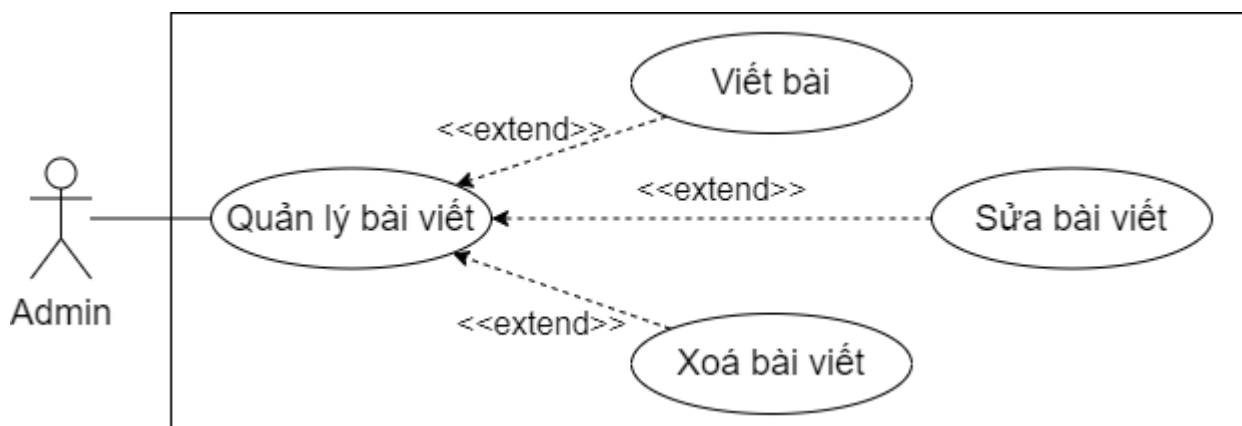 Viết bài
<<extend>>
<<extend>>
Quản lý bài viết
Sửa bài viết
Admin
<<extend>>
Xoá bài viết